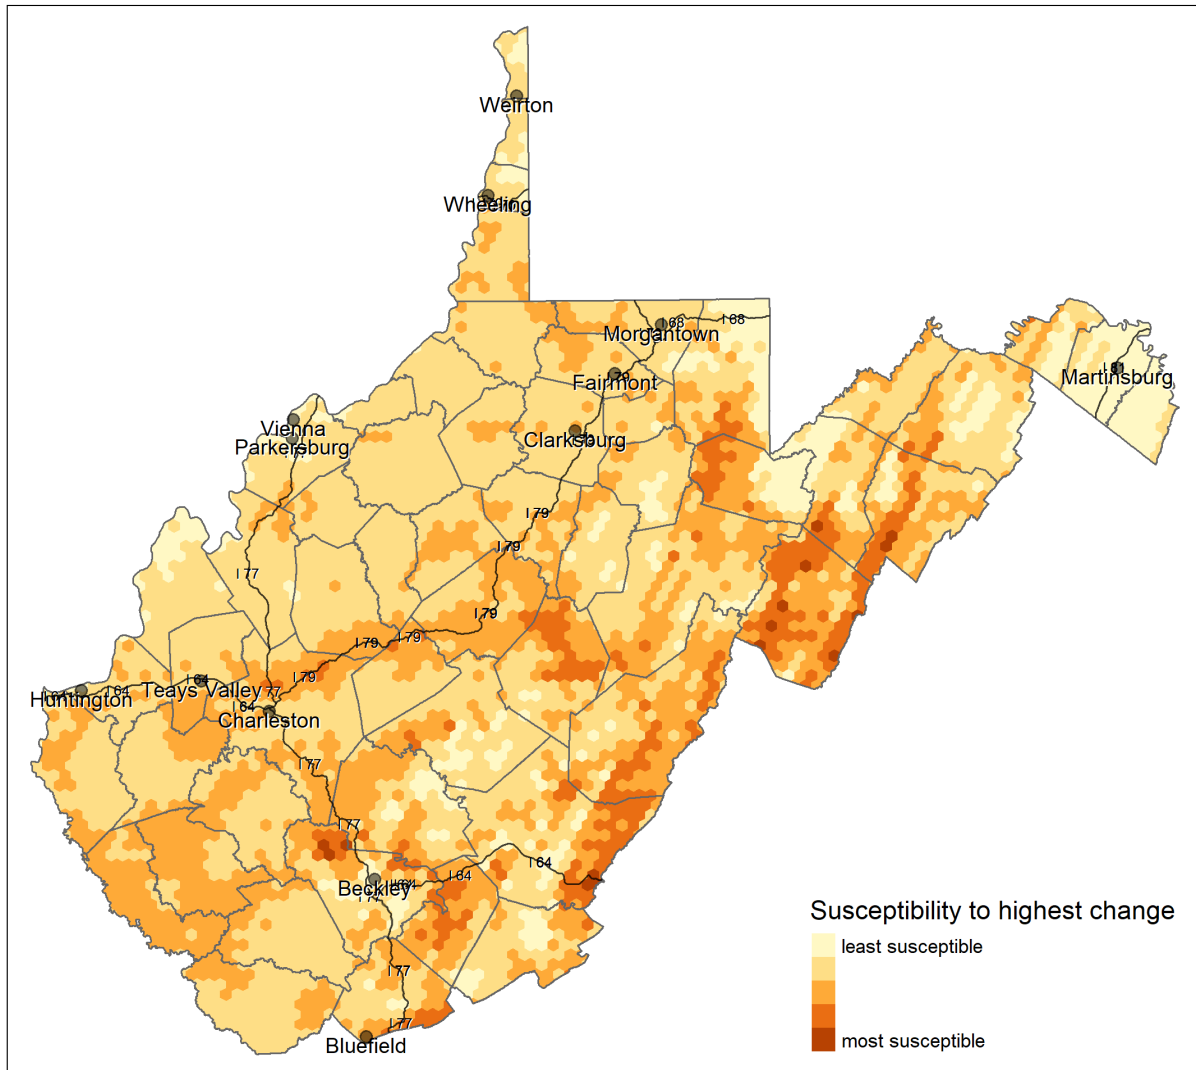 Weirton
Wheeling
I 68
I 68
Morgantown
79
Fairmont
Martinsburg
Vienna
Clarksburg
Parkersburg
I 79
I 79
I 77
I 79
I 79
I 79
I 79
I 64
I 64
Teays Valley
77
Huntington
I 64
Charleston
I 77
I 77
I 64
I 64
Beckley
I 77
I 77
I 77
Bluefield
Susceptibility to highest change
least susceptible
most susceptible